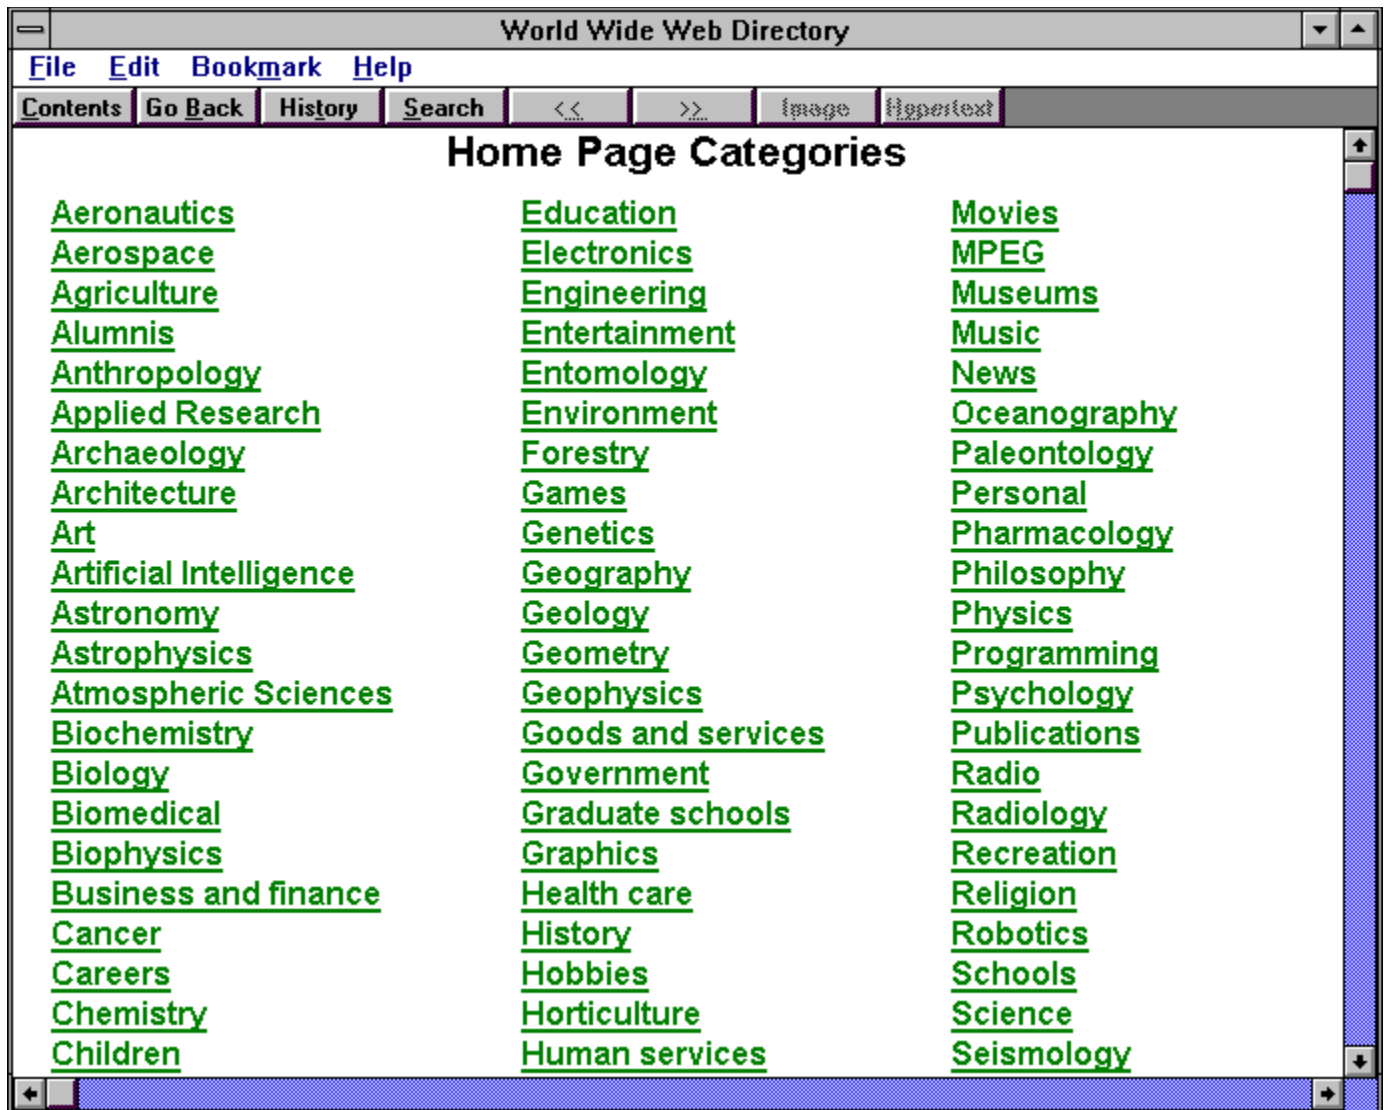 World Wide Web Directory
File Edit Bookmark Help
Contents Go Back History Search << >> Image Hypertext
Home Page Categories
Aeronautics Education Movies
Aerospace Electronics MPEG
Agriculture Engineering Museums
Alumnis Entertainment Music
Anthropology Entomology News
Applied Research Environment Oceanography
Archaeology Forestry Paleontology
Architecture Games Personal
Art Genetics Pharmacology
Artificial Intelligence Geography Philosophy
Astronomy Geology Physics
Astrophysics Geometry Programming
Atmospheric Sciences Geophysics Psychology
Biochemistry Goods and services Publications
Biology Government Radio
Biomedical Graduate schools Radiology
Biophysics Graphics Recreation
Business and finance Health care Religion
Cancer History Robotics
Careers Hobbies Schools
Chemistry Horticulture Science
Children Human services Seismology